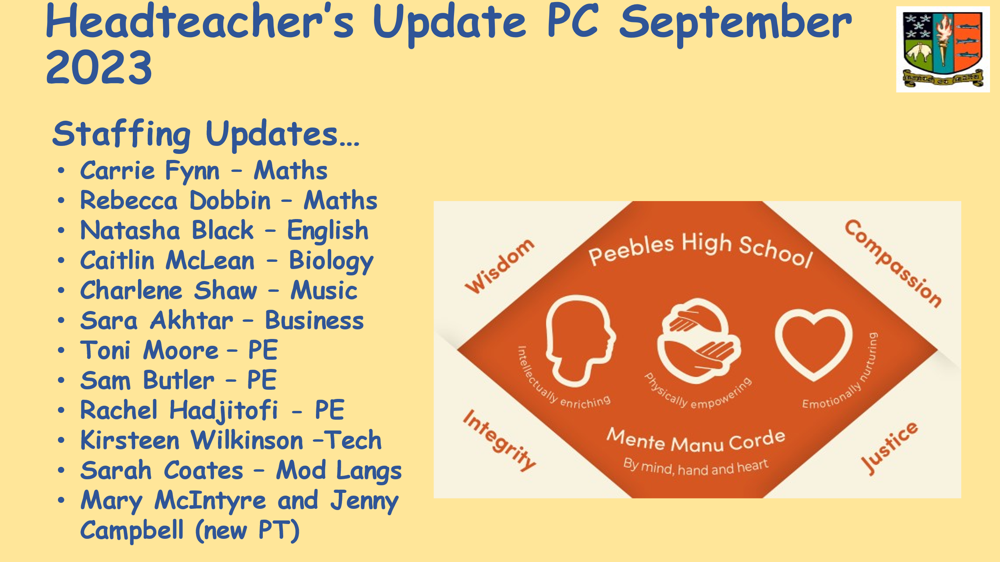 Headteacher's Update PC September
2023
Staffing Updates…
• Carrie Fynn – Maths
• Rebecca Dobbin – Maths
• Natasha Black – English
• Caitlin McLean – Biology
• Charlene Shaw – Music
• Sara Akhtar – Business
• Toni Moore – PE
• Sam Butler – PE
• Rachel Hadjitofi – PE
• Kirsteen Wilkinson –Tech
• Sarah Coates – Mod Langs
• Mary McIntyre and Jenny
Campbell (new PT)
Wisdom
Compassion
Peebles High School
Intellectually enriching
Physically empowering
Emotionally nurturing
Mente Manu Corde
By mind, hand and heart
Integrity
Justice